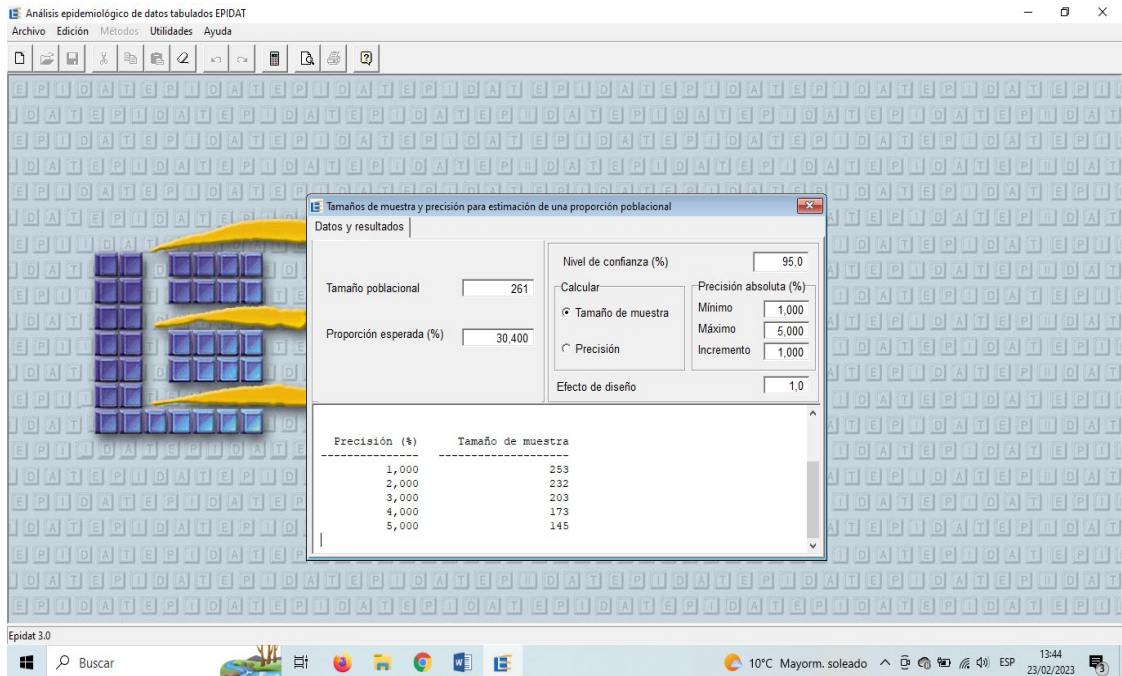 Análisis epidemiológico de datos tabulados EPIDAT
Archivo Edición Métodos Utilidades Ayuda
Tamaños de muestra y precisión para estimación de una proporción poblacional
Datos y resultados
Nivel de confianza (%) 95,0
Tamaño poblacional 261
Proporción esperada (%) 30,400
Calcular
Tamaño de muestra
Precisión
Precisión absoluta (%)
Mínimo 1,000
Máximo 5,000
Incremento 1,000
Efecto de diseño 1,0
Precisión (%) Tamaño de muestra
1,000 253
2,000 232
3,000 203
4,000 173
5,000 145
Epidat 3.0
Buscar
10°C Mayorm. soleado ESP 13:44
23/02/2023